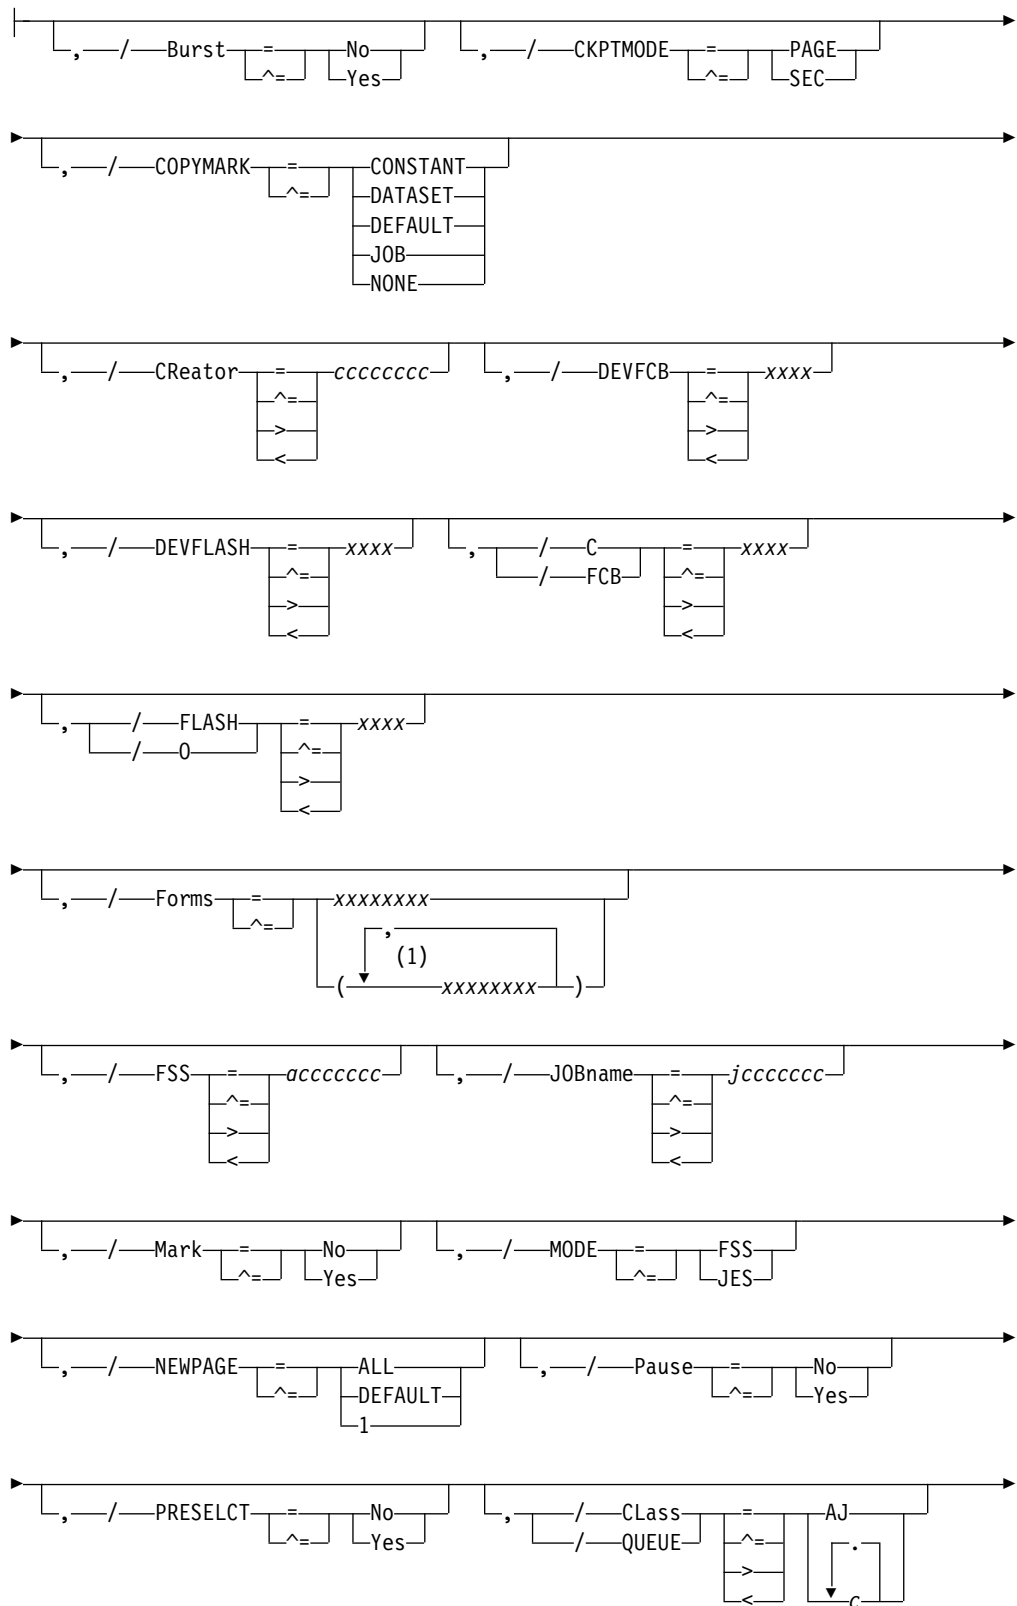 , / Burst = No , / CKPTMODE = PAGE
^= Yes ^= SEC
, / COPYMARK = CONSTANT
^= DATASET
DEFAULT
JOB
NONE
, / CReator = cccccccc , / DEVFCB = xxxx
^= ^=
> >
< <
, / DEVFLASH = xxxx , / C = xxxx
^= / FCB ^=
> >
< <
, / FLASH = xxxx
/ O ^=
>
<
, / Forms = xxxxxxxx
^= ,
(1)
( xxxxxxxx )
, / FSS = accccccc , / JOBname = jccccccc
^= ^=
> >
< <
, / Mark = No , / MODE = FSS
^= Yes ^= JES
, / NEWPAGE = ALL , / Pause = No
^= DEFAULT ^= Yes
1
, / PRESELCT = No , / CLass = AJ
^= Yes / QUEUE ^= .
>
< C